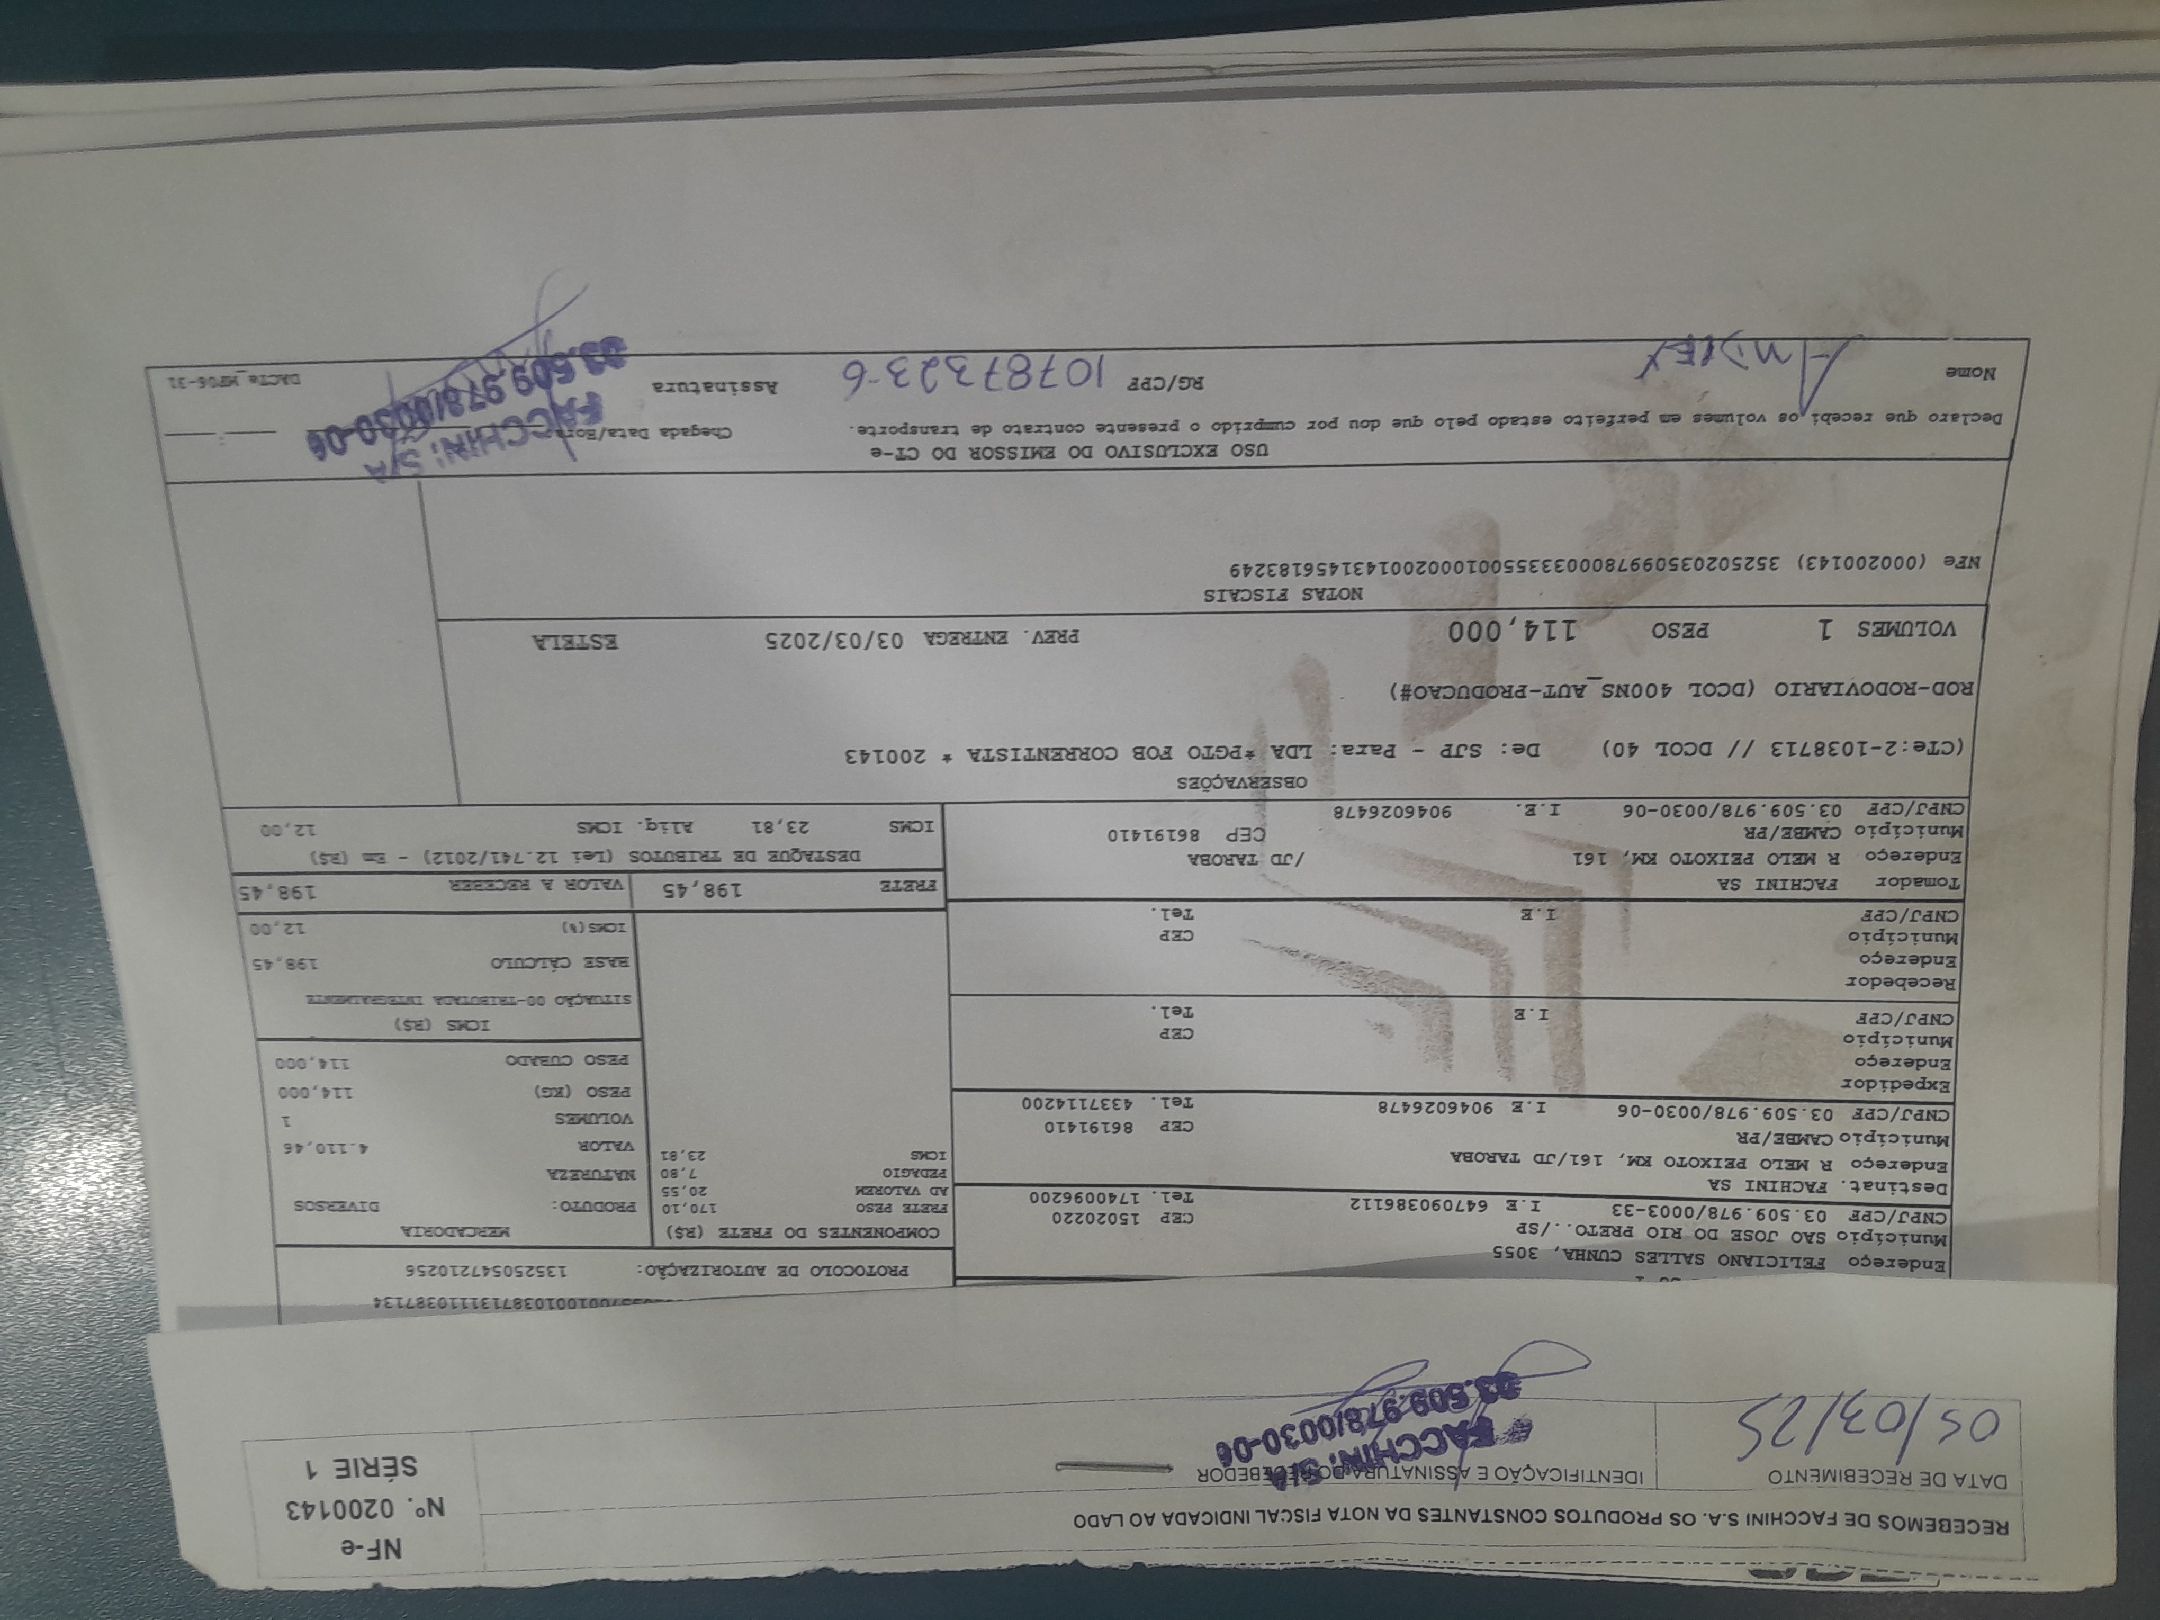 RECEBEMOS DE FACCHINI S.A. OS PRODUTOS CONSTANTES DA NOTA FISCAL INDICADA AO LADO
NF-e
Nº. 0200143
SÉRIE 1
DATA DE RECEBIMENTO
05/03/25
IDENTIFICAÇÃO E ASSINATURA DO RECEBEDOR
FACCHINI S/A
03.509.978/0030-06
PROTOCOLO DE AUTORIZAÇÃO: 135250547210256
Endereço FELICIANO SALLES CUNHA, 3055
Município SAO JOSE DO RIO PRETO../SP CEP 15020220
CNPJ/CPF 03.509.978/0003-33 I.E 647090386112 Tel. 1740096200
Destinat. FACHINI SA
Endereço R MELO PEIXOTO KM, 161/JD TAROBA
Município CAMBE/PR CEP 86191410
CNPJ/CPF 03.509.978/0030-06 I.E 9046026478 Tel. 4337114200
Expedidor
Endereço
Município CEP
CNPJ/CPF I.E Tel.
Recebedor
Endereço
Município CEP
CNPJ/CPF I.E Tel.
Tomador FACHINI SA
Endereço R MELO PEIXOTO KM, 161 /JD TAROBA
Município CAMBE/PR CEP 86191410
CNPJ/CPF 03.509.978/0030-06 I.E. 9046026478
COMPONENTES DO FRETE (R$)
FRETE PESO 170,10
AD VALOREM 20,55
PEDAGIO 7,80
ICMS 23,81
MERCADORIA
PRODUTO: DIVERSOS
NATUREZA
VALOR 4.110,46
VOLUMES 1
PESO (KG) 114,000
PESO CUBADO 114,000
ICMS (R$)
SITUAÇÃO 00-TRIBUTADA INTEGRALMENTE
BASE CÁLCULO 198,45
ICMS(%) 12,00
FRETE 198,45 VALOR A RECEBER 198,45
DESTAQUE DE TRIBUTOS (Lei 12.741/2012) - Em (R$)
ICMS 23,81 Aliq. ICMS 12,00
OBSERVAÇÕES
(CTe:2-1038713 // DCOL 40) De: SJP - Para: LDA *PGTO FOB CORRENTISTA * 200143
ROD-RODOVIARIO (DCOL 400NS_AUT-PRODUCAO#)
VOLUMES 1 PESO 114,000 PREV. ENTREGA 03/03/2025 ESTELA
NOTAS FISCAIS
NFe (000200143) 35250203509978000333550010002001431456183249
USO EXCLUSIVO DO EMISSOR DO CT-e
Declaro que recebi os volumes em perfeito estado pelo que dou por cumprido o presente contrato de transporte. Chegada Data/Hora:
Nome RG/CPF 10787323-6 Assinatura
FACCHINI S/A
03.509.978/0030-06
DACTe_MP06-31